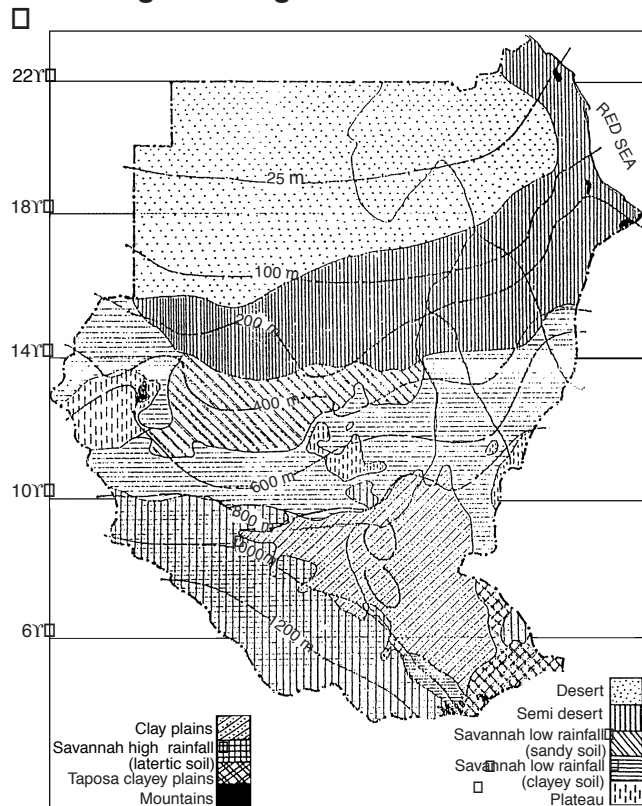 22°
RED SEA
25 m
18°
100 m
200 m
14°
400 m
600 m
10°
800 m
1000m
1200 m
6°
Desert
Semi desert
Savannah low rainfall
(sandy soil)
Savannah low rainfall
(clayey soil)
Plateau
Clay plains
Savannah high rainfall
(latertic soil)
Taposa clayey plains
Mountains